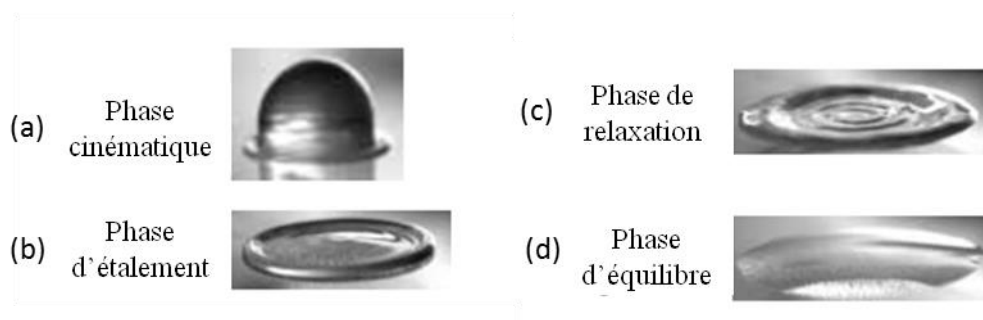 (a) Phase
cinématique
(b) Phase
d'étalement
(c) Phase de
relaxation
(d) Phase
d'équilibre